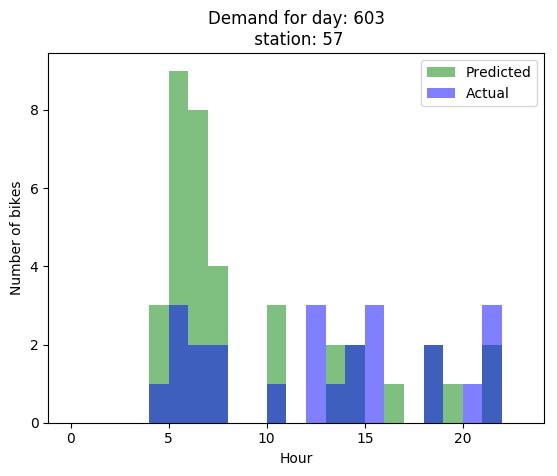 Demand for day: 603
station: 57
Predicted
Actual
Number of bikes
8
6
4
2
0
0
5
10
15
20
Hour